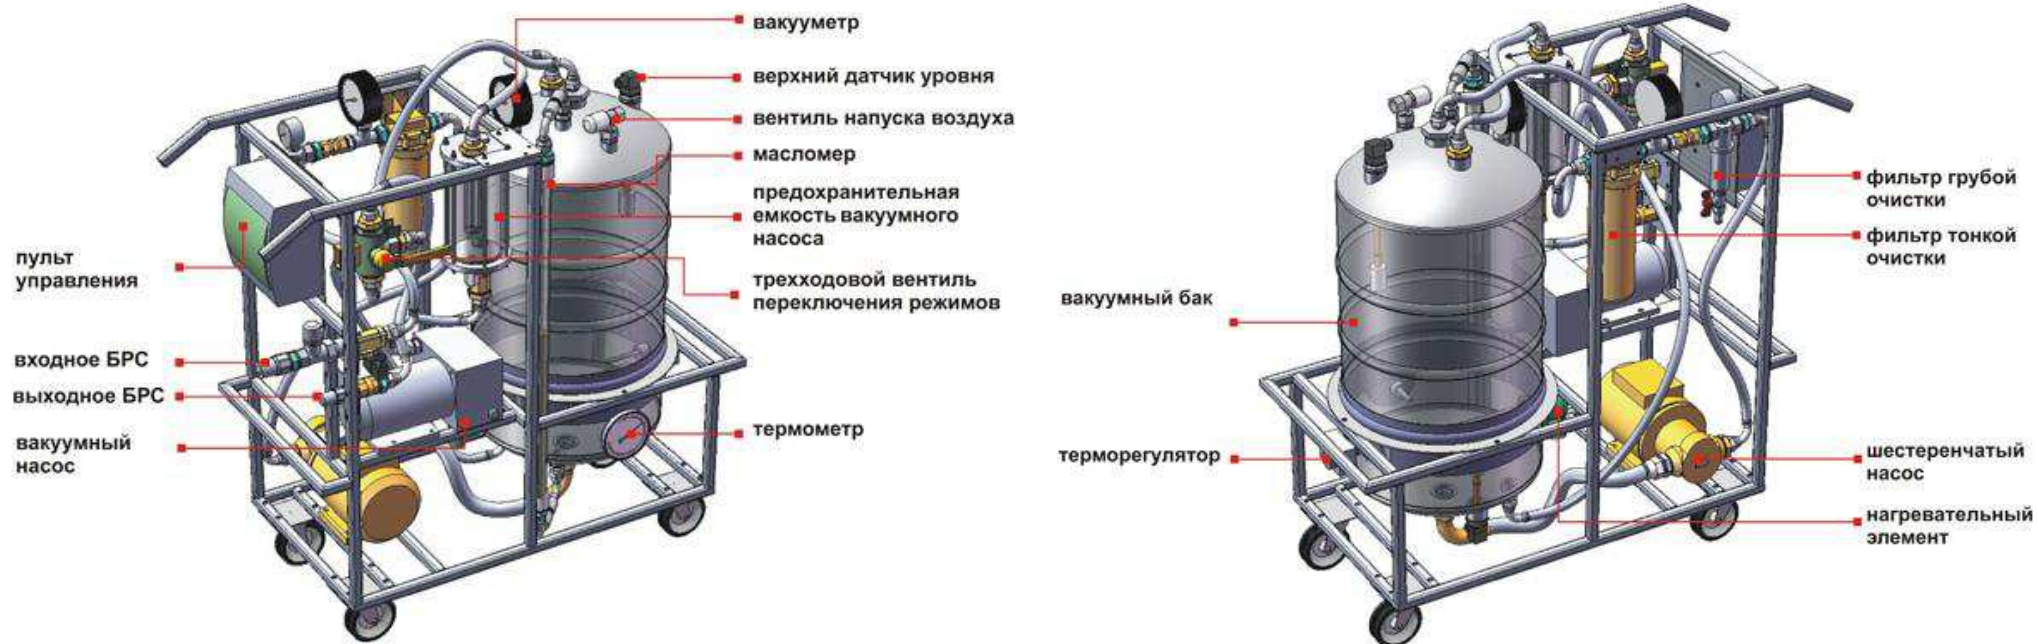 вакууметр
верхний датчик уровня
вентиль напуска воздуха
масломер
предохранительная
емкость вакуумного
насоса
трехходовой вентиль
переключения режимов
термометр
пульт
управления
входное БРС
выходное БРС
вакуумный
насос
вакуумный бак
терморегулятор
фильтр грубой
очистки
фильтр тонкой
очистки
шестеренчатый
насос
нагревательный
элемент